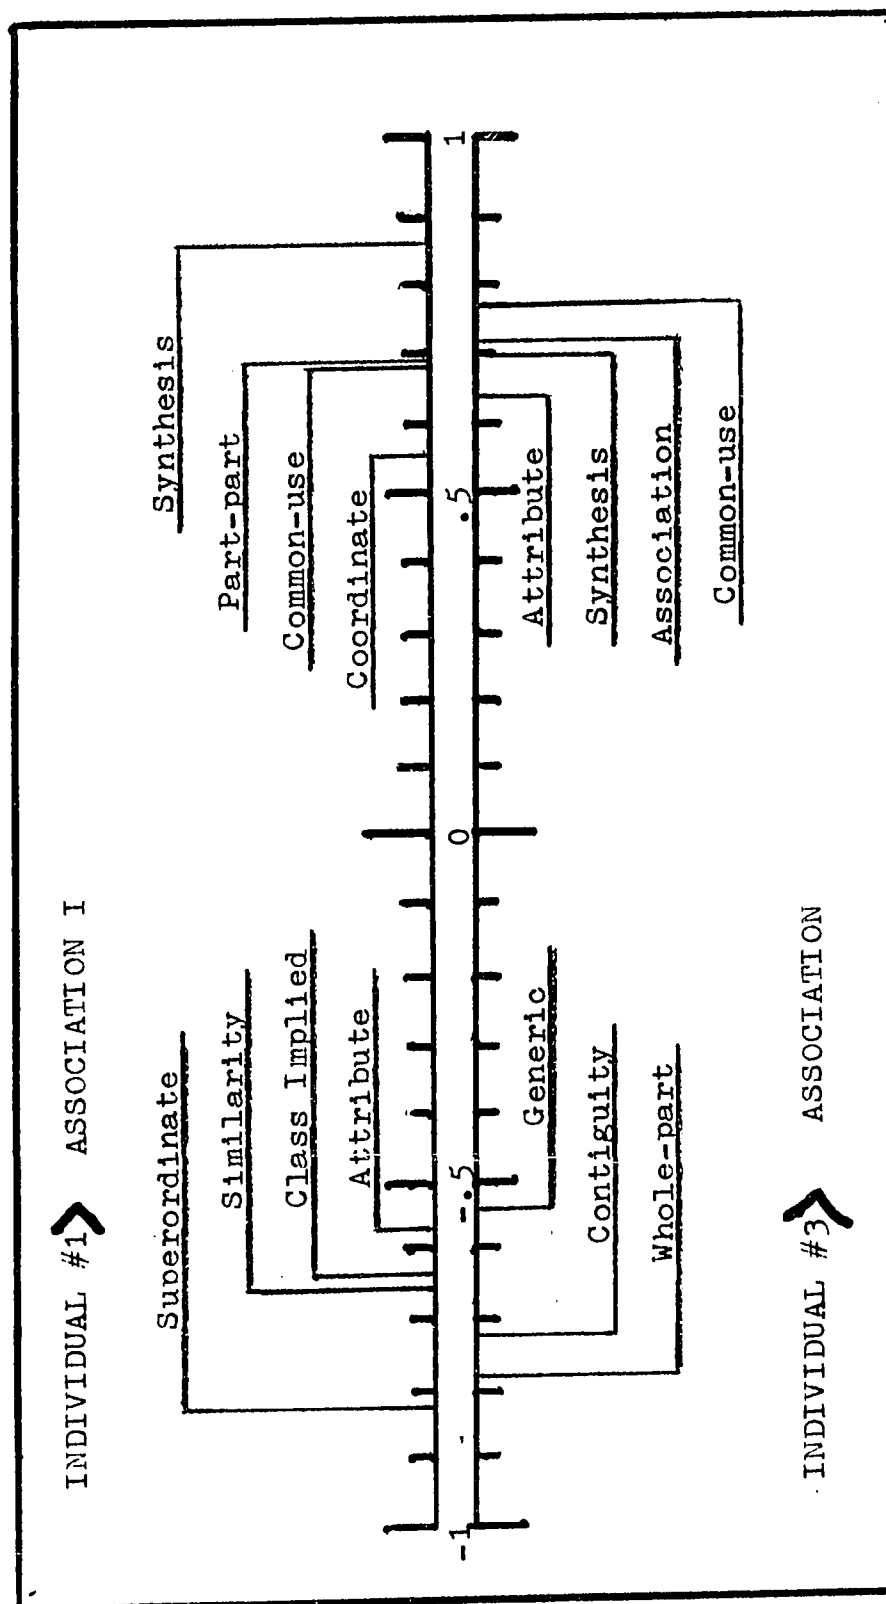 INDIVIDUAL #1 > ASSOCIATION I
Superordinate
Similarity
Class Implied
Attribute
Synthesis
Part-part
Common-use
Coordinate
-1
-.5
0
.5
1
Generic
Contiguity
Whole-part
Attribute
Synthesis
Association
Common-use
INDIVIDUAL #3 > ASSOCIATION